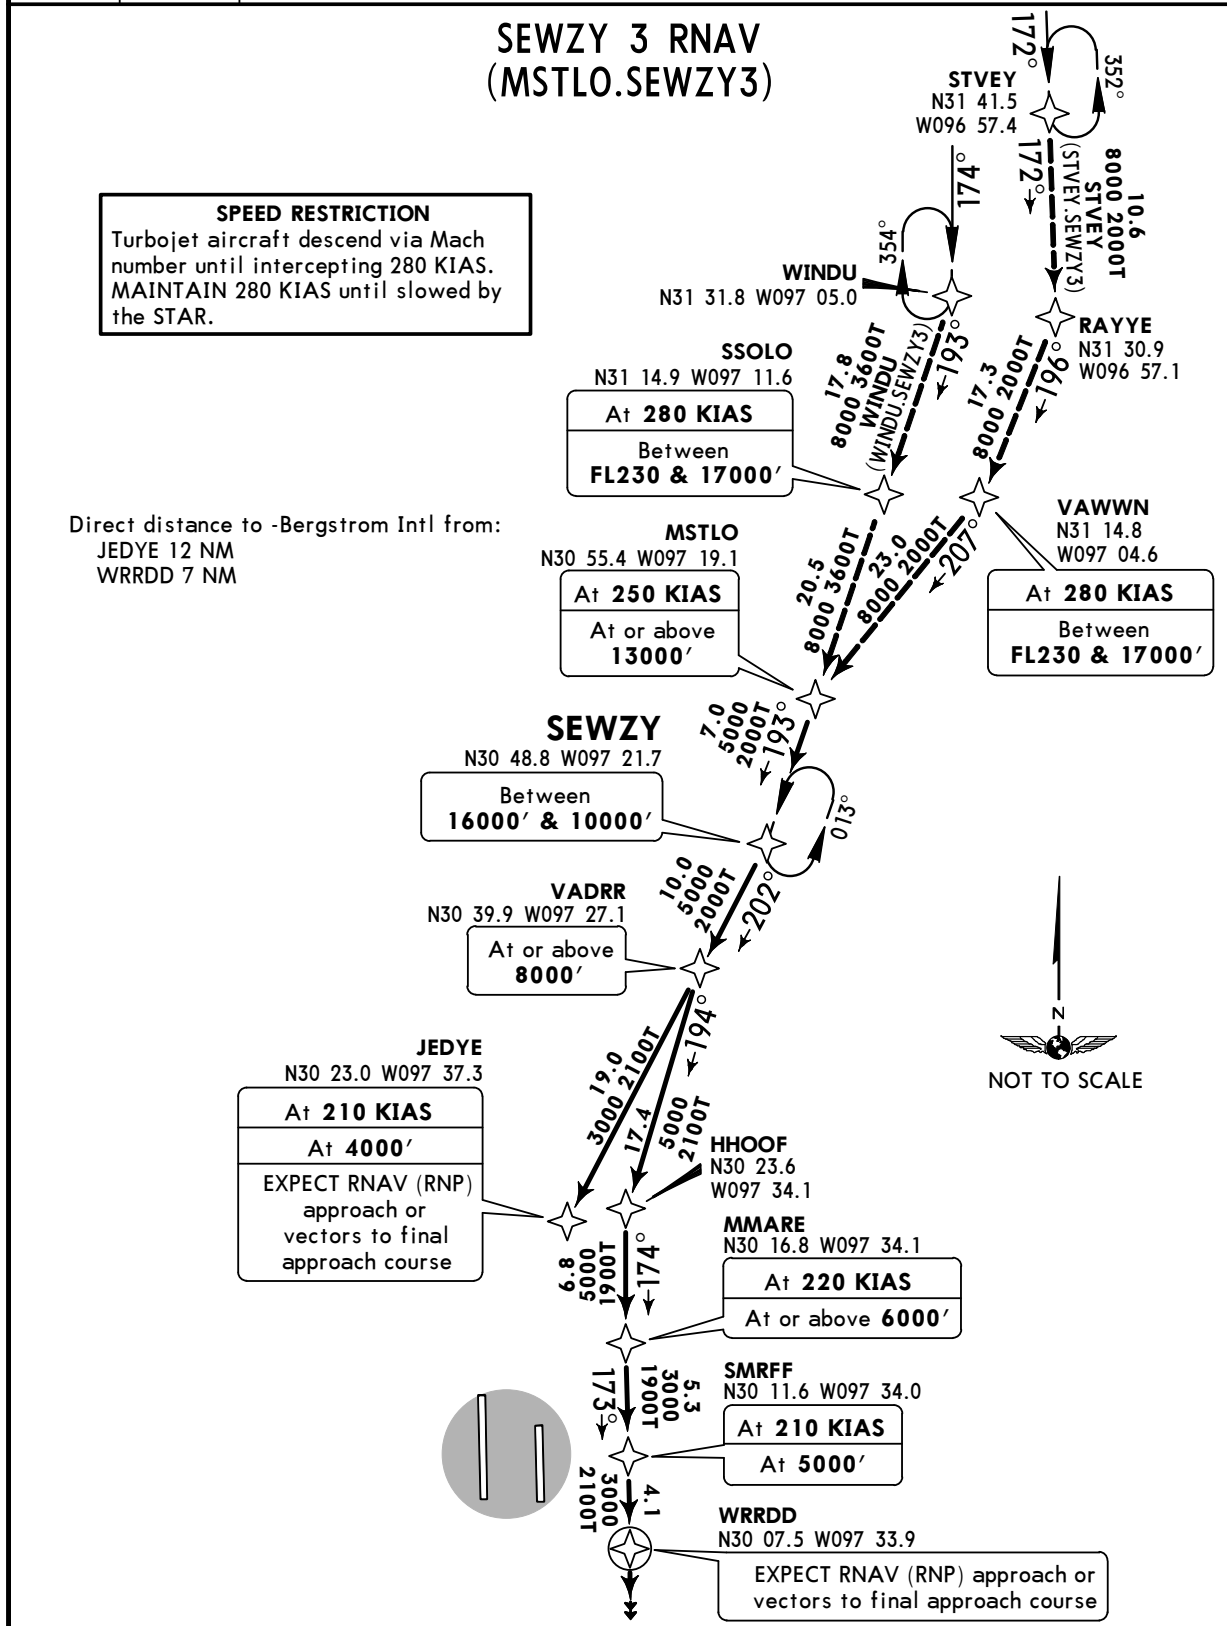 SEWZY 3 RNAV
(MSTLO.SEWZY3)
172°
352°
STVEY
N31 41.5
W096 57.4
172°
(STVEY.SEWZY3)
STVEY
8000 2000T
10.6
174°
354°
SPEED RESTRICTION
Turbojet aircraft descend via Mach
number until intercepting 280 KIAS.
MAINTAIN 280 KIAS until slowed by
the STAR.
WINDU
N31 31.8 W097 05.0
RAYYE
N31 30.9
W096 57.1
193°
17.8
8000 3600T
WINDU
(WINDU.SEWZY3)
196°
17.3
8000 2000T
SSOLO
N31 14.9 W097 11.6
At 280 KIAS
Between
FL230 & 17000'
VAWWN
N31 14.8
W097 04.6
At 280 KIAS
Between
FL230 & 17000'
Direct distance to -Bergstrom Intl from:
JEDYE 12 NM
WRRDD 7 NM
20.5
8000 3600T
23.0
8000 2000T
207°
MSTLO
N30 55.4 W097 19.1
At 250 KIAS
At or above
13000'
7.0
5000
2000T
193°
SEWZY
N30 48.8 W097 21.7
Between
16000' & 10000'
013°
10.0
5000
2000T
202°
VADRR
N30 39.9 W097 27.1
At or above
8000'
N
NOT TO SCALE
19.0
3000 2100T
194°
17.4
5000
2100T
JEDYE
N30 23.0 W097 37.3
At 210 KIAS
At 4000'
EXPECT RNAV (RNP)
approach or
vectors to final
approach course
HHOOF
N30 23.6
W097 34.1
6.8
5000
1900T
174°
MMARE
N30 16.8 W097 34.1
At 220 KIAS
At or above 6000'
173°
5.3
3000
1900T
SMRFF
N30 11.6 W097 34.0
At 210 KIAS
At 5000'
4.1
3000
2100T
WRRDD
N30 07.5 W097 33.9
EXPECT RNAV (RNP) approach or
vectors to final approach course